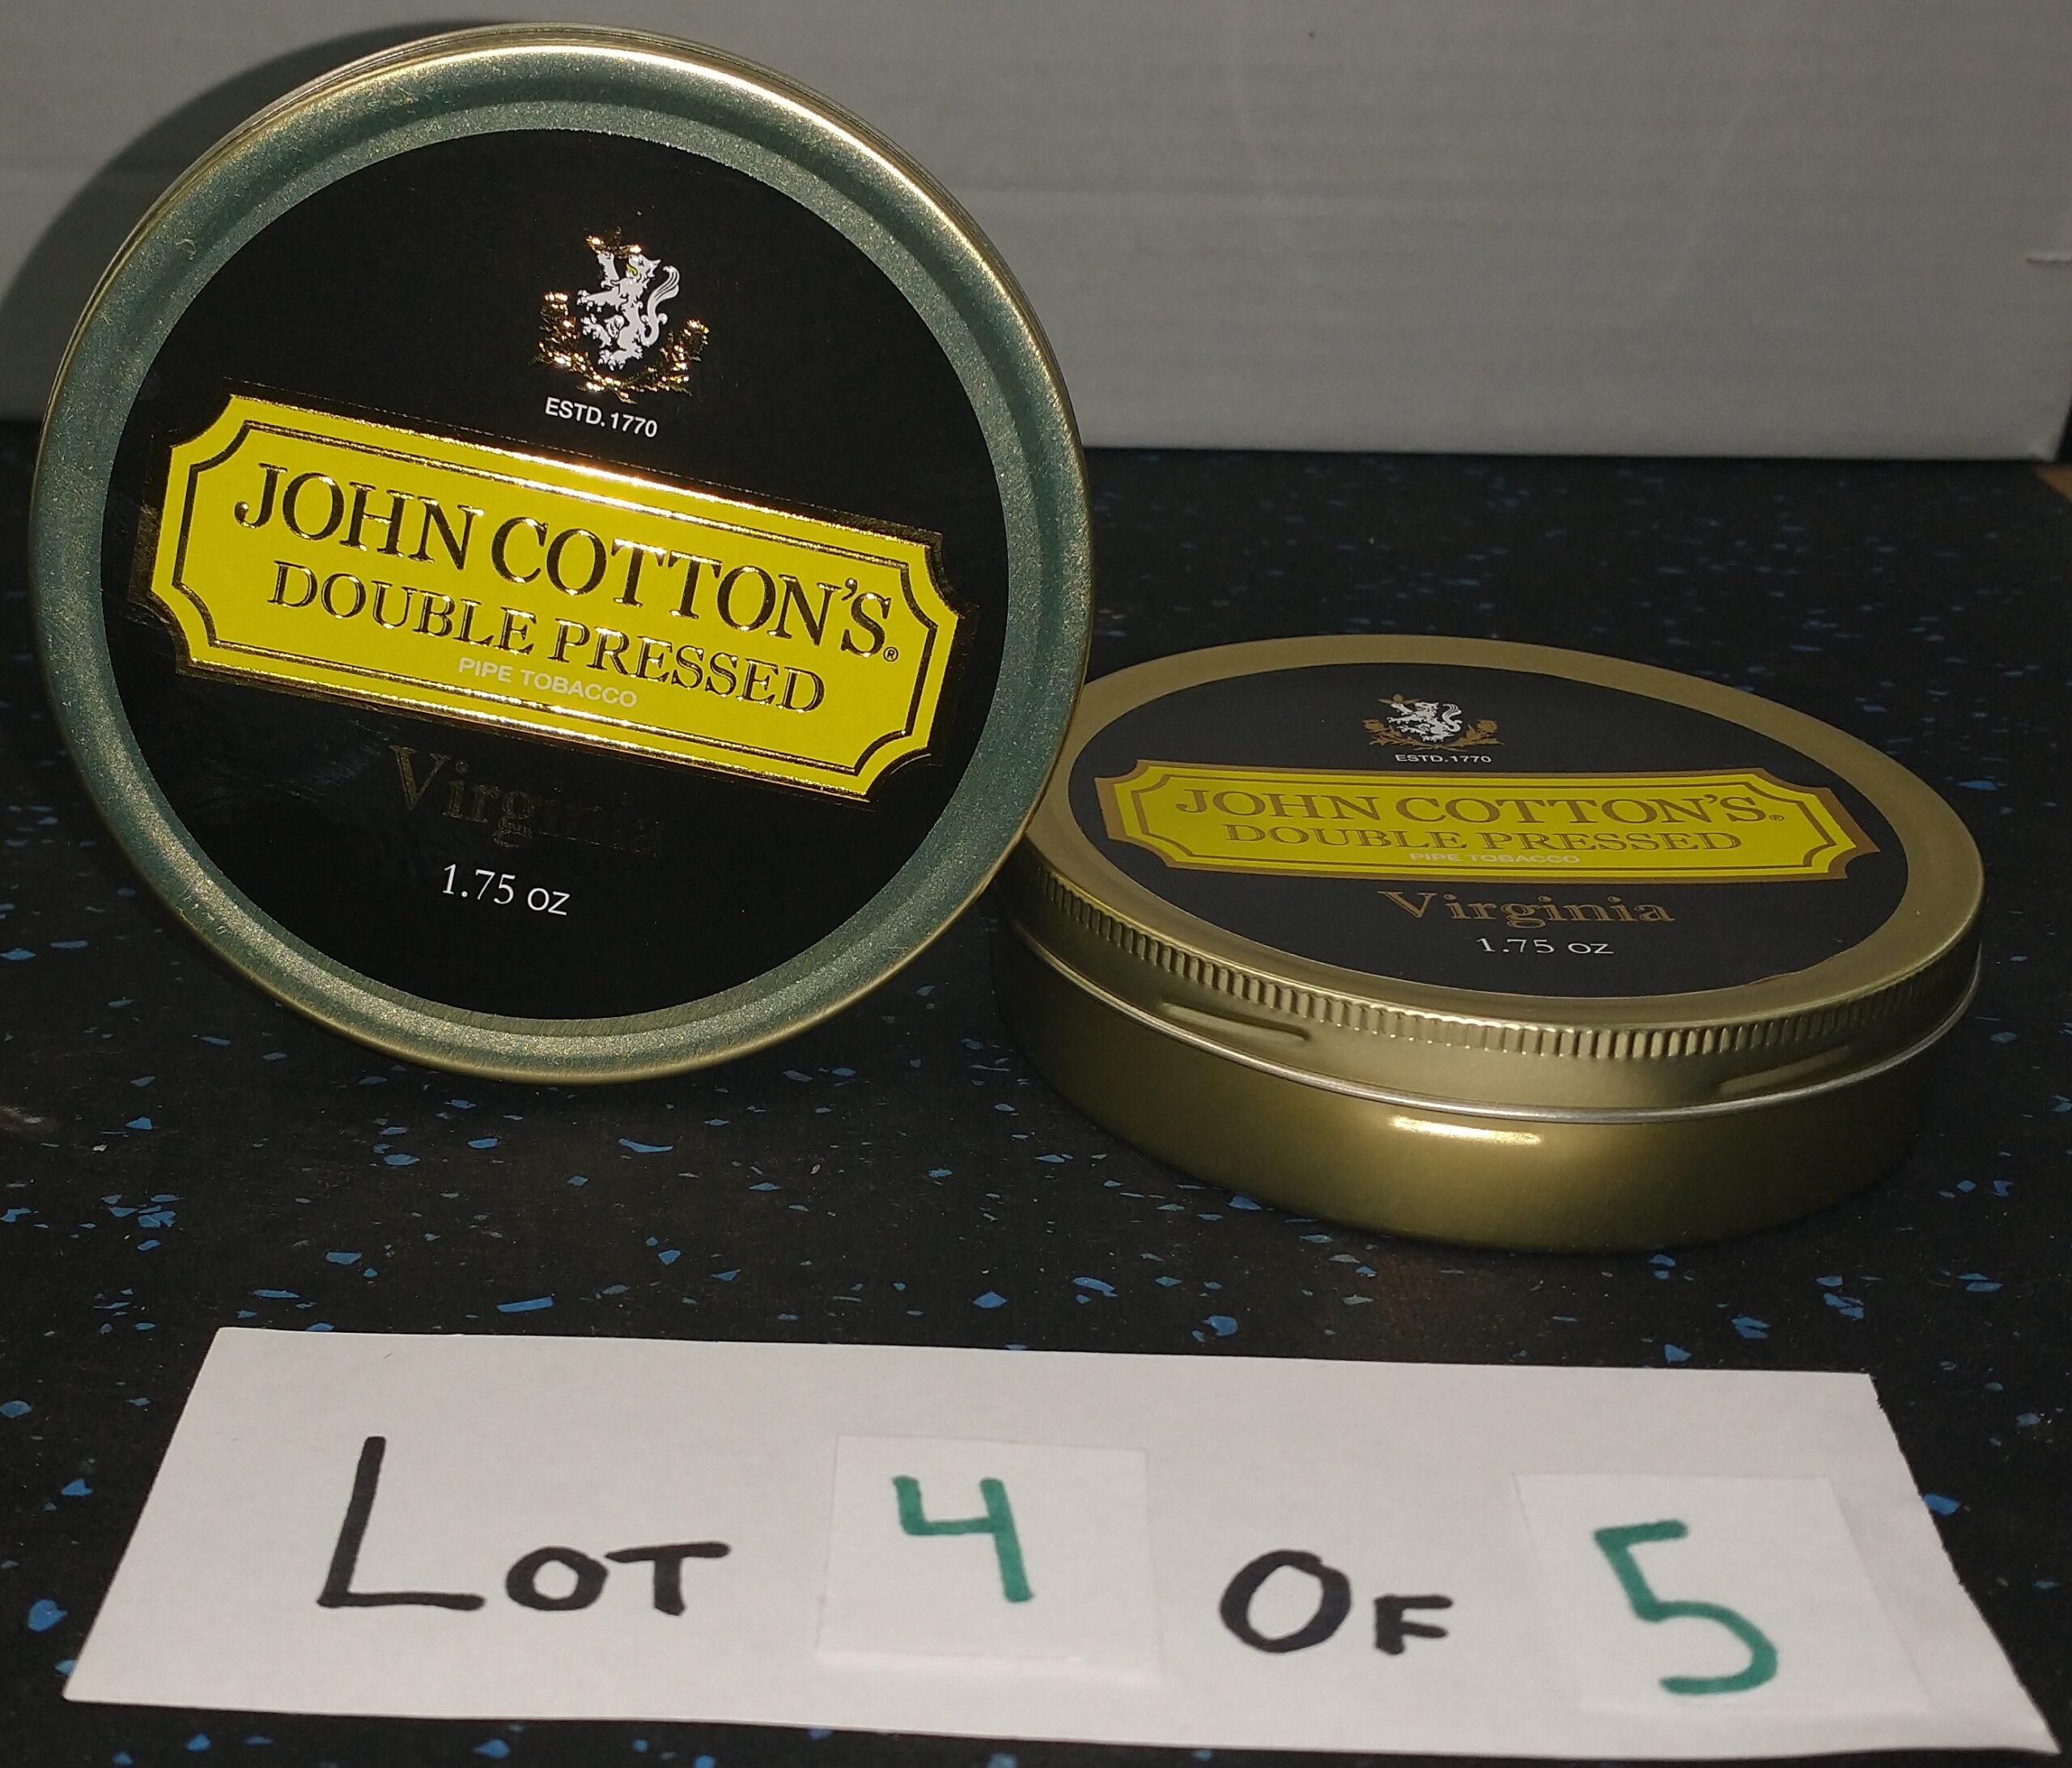 ESTD. 1770
JOHN COTTON'S®
DOUBLE PRESSED
PIPE TOBACCO
Virginia
1.75 oz
ESTD. 1770
JOHN COTTON'S®
DOUBLE PRESSED
PIPE TOBACCO
Virginia
1.75 oz
LOT 4 OF 5